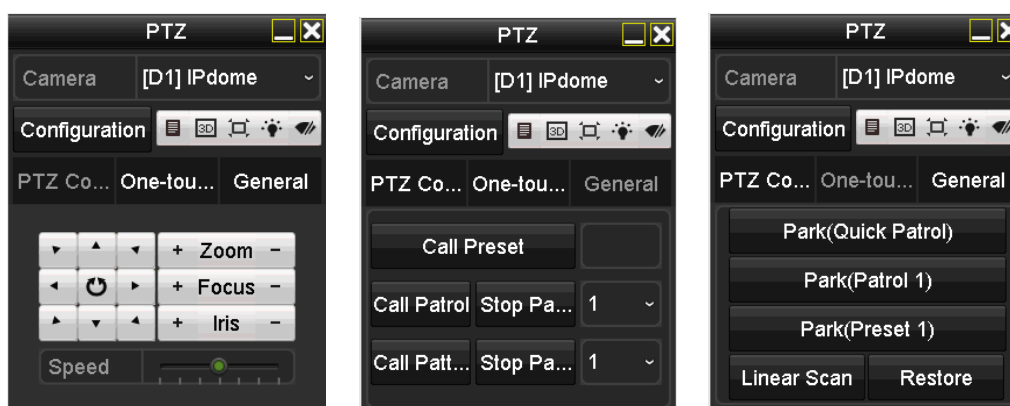 PTZ
Camera [D1] IPdome
Configuration 3D
PTZ Co... One-tou... General
+ Zoom -
+ Focus -
+ Iris -
Speed
PTZ
Camera [D1] IPdome
Configuration 3D
PTZ Co... One-tou... General
Call Preset
Call Patrol Stop Pa... 1
Call Patt... Stop Pa... 1
PTZ
Camera [D1] IPdome
Configuration 3D
PTZ Co... One-tou... General
Park(Quick Patrol)
Park(Patrol 1)
Park(Preset 1)
Linear Scan Restore